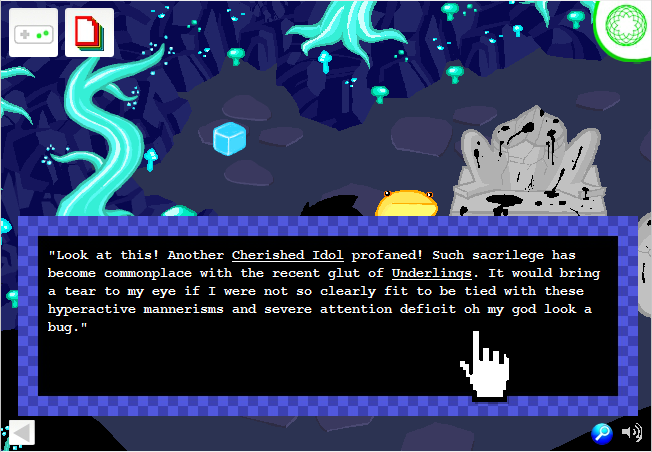 "Look at this! Another Cherished Idol profaned! Such sacrilege has
become commonplace with the recent glut of Underlings. It would bring
a tear to my eye if I were not so clearly fit to be tied with these
hyperactive mannerisms and severe attention deficit oh my god look a
bug."